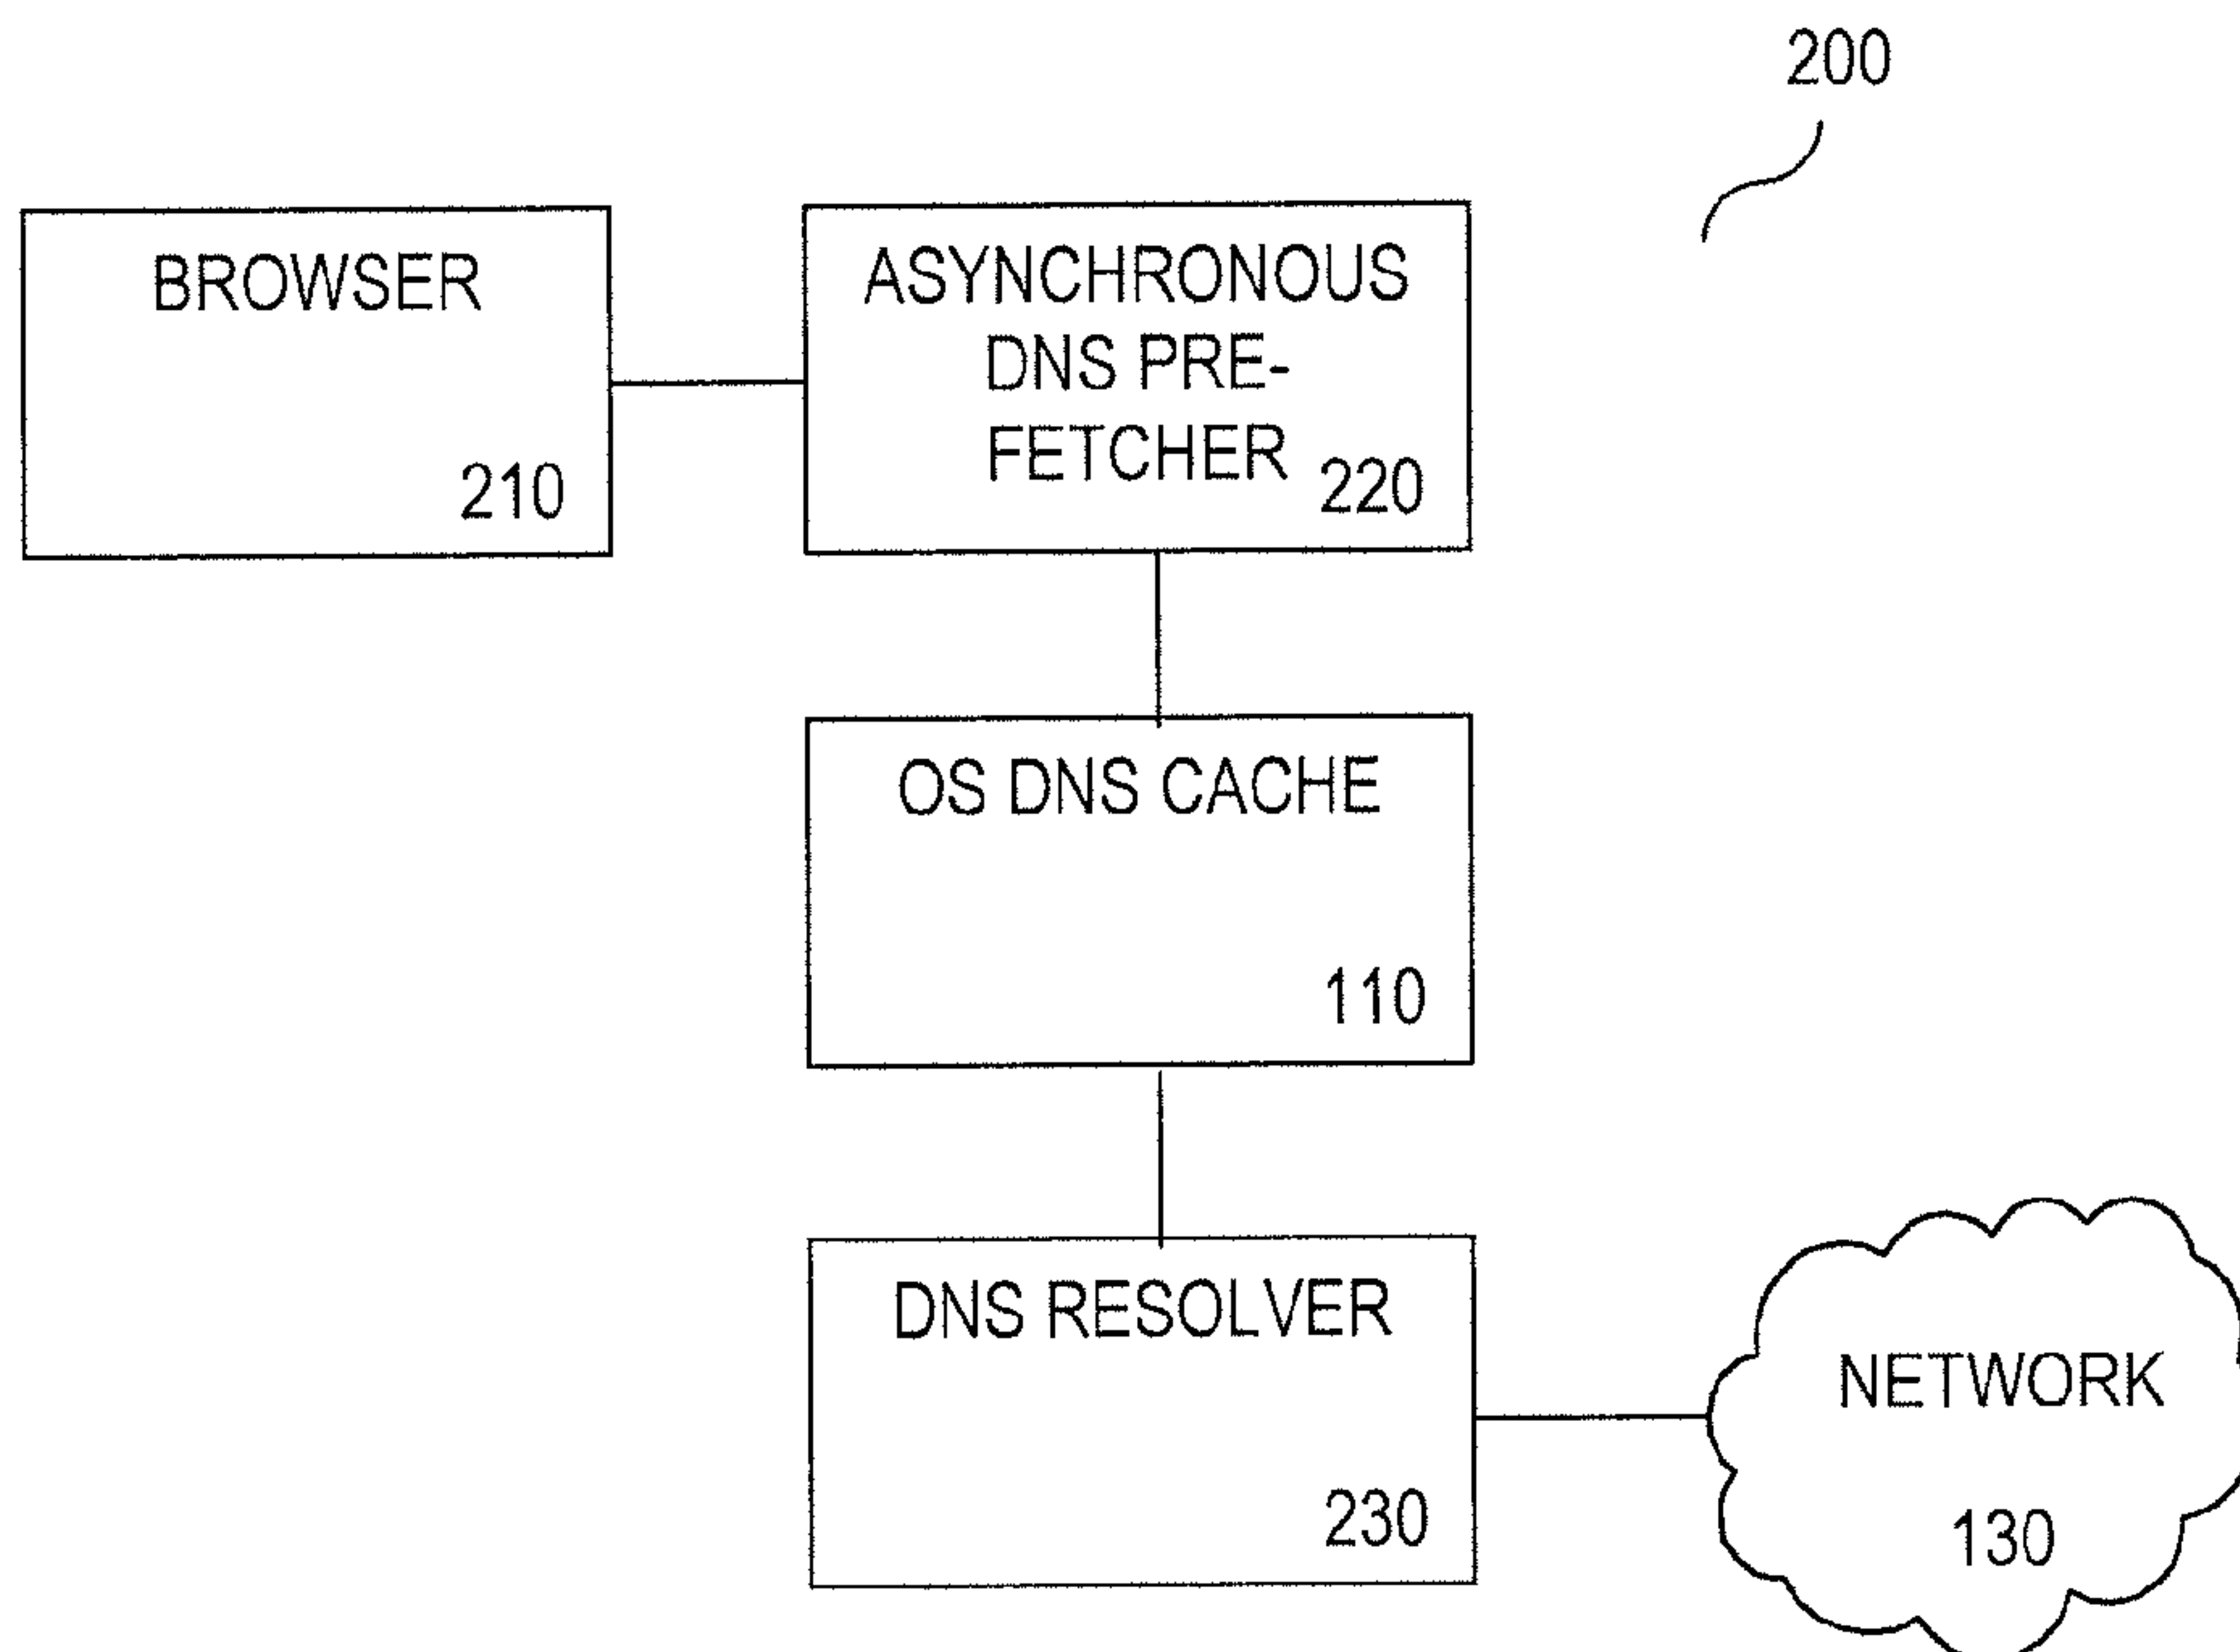 200
BROWSER
210
ASYNCHRONOUS
DNS PRE-
FETCHER
220
OS DNS CACHE
110
DNS RESOLVER
230
NETWORK
130